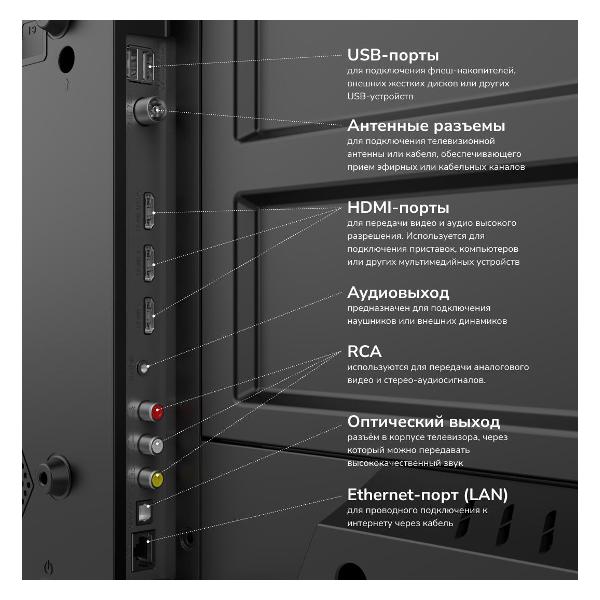 USB-порты
для подключения флеш-накопителей,
внешних жестких дисков или других
USB-устройств
Антенные разъемы
для подключения телевизионной
антенны или кабеля, обеспечивающего
прием эфирных или кабельных каналов
HDMI-порты
для передачи видео и аудио высокого
разрешения. Используется для
подключения приставок, компьютеров
или других мультимедийных устройств
Аудиовыход
предназначен для подключения
наушников или внешних динамиков
RCA
используются для передачи аналогового
видео и стерео-аудиосигналов.
Оптический выход
разъём в корпусе телевизора, через
который можно передавать
высококачественный звук
Ethernet-порт (LAN)
для проводного подключения к
интернету через кабель